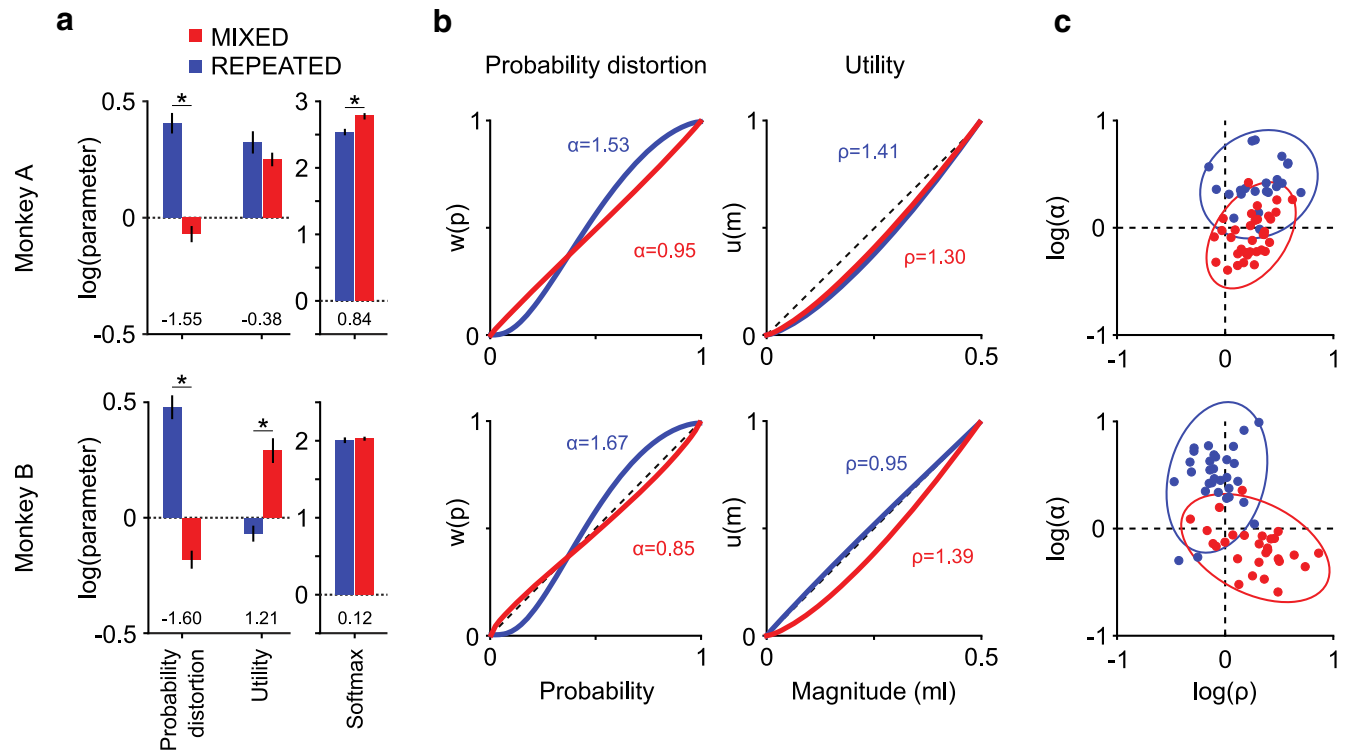 a
MIXED
REPEATED
b
Probability distortion
Utility
c
Monkey A
log(parameter)
0.5
0
-0.5
*
-1.55
-0.38
3
2
1
0
*
0.84
w(p)
1
0
0
1
α=1.53
α=0.95
u(m)
1
0
0
0.5
ρ=1.41
ρ=1.30
log(α)
1
0
-1
-1
0
1
Monkey B
log(parameter)
0.5
0
-0.5
*
*
-1.60
1.21
2
1
0
0.12
Probability
distortion
Utility
Softmax
w(p)
1
0
0
1
α=1.67
α=0.85
Probability
u(m)
1
0
0
0.5
ρ=0.95
ρ=1.39
Magnitude (ml)
log(α)
1
0
-1
-1
0
1
log(ρ)